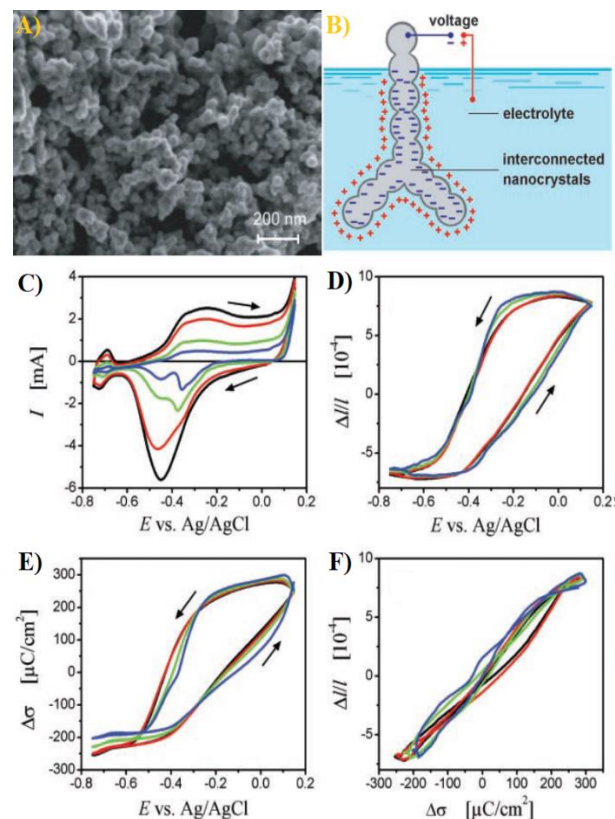 A)
200 nm
B)
voltage
- +
electrolyte
interconnected
nanocrystals
C)
4
2
0
-2
-4
-6
I [mA]
-0.8 -0.6 -0.4 -0.2 0.0 0.2
E vs. Ag/AgCl
D)
10
5
0
-5
Δl/l [10⁻⁴]
-0.8 -0.6 -0.4 -0.2 0.0 0.2
E vs. Ag/AgCl
E)
300
200
100
0
-100
-200
-300
Δσ [µC/cm²]
-0.8 -0.6 -0.4 -0.2 0.0 0.2
E vs. Ag/AgCl
F)
10
5
0
-5
Δl/l [10⁻⁴]
-300 -200 -100 0 100 200 300
Δσ [µC/cm²]